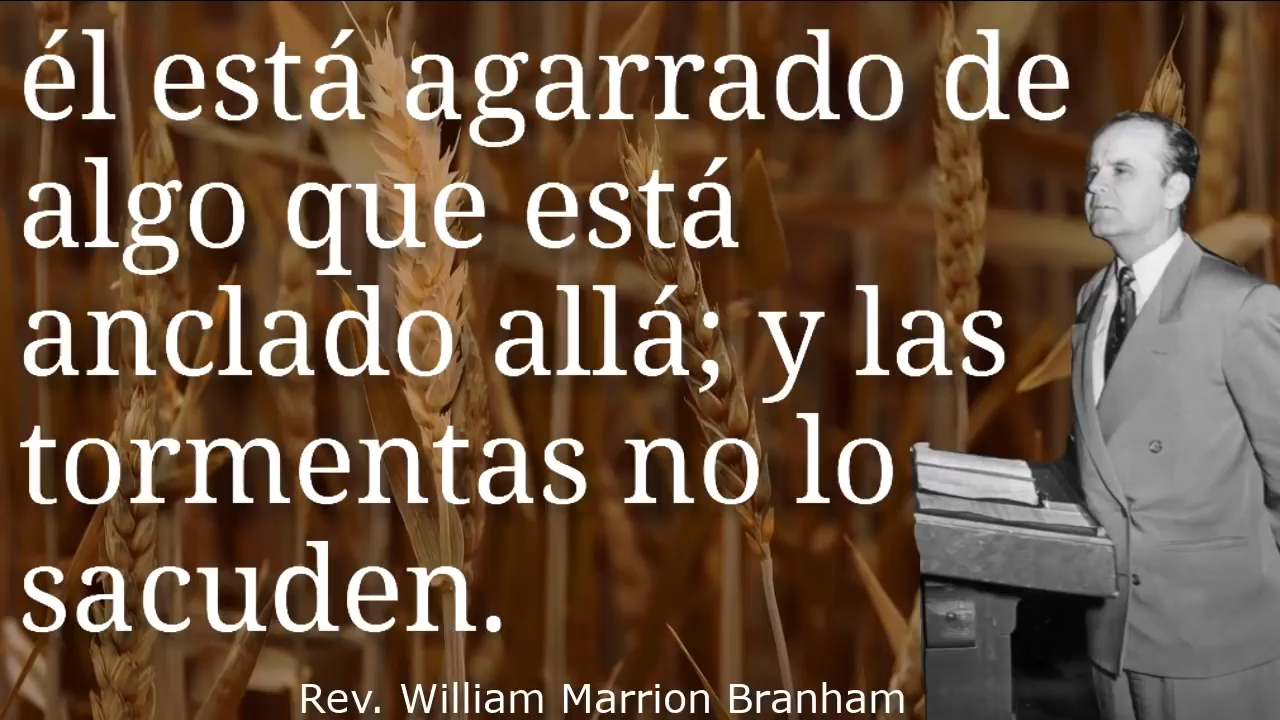 él está agarrado de
algo que está
anclado allá; y las
tormentas no lo
sacuden.
Rev. William Marrion Branham